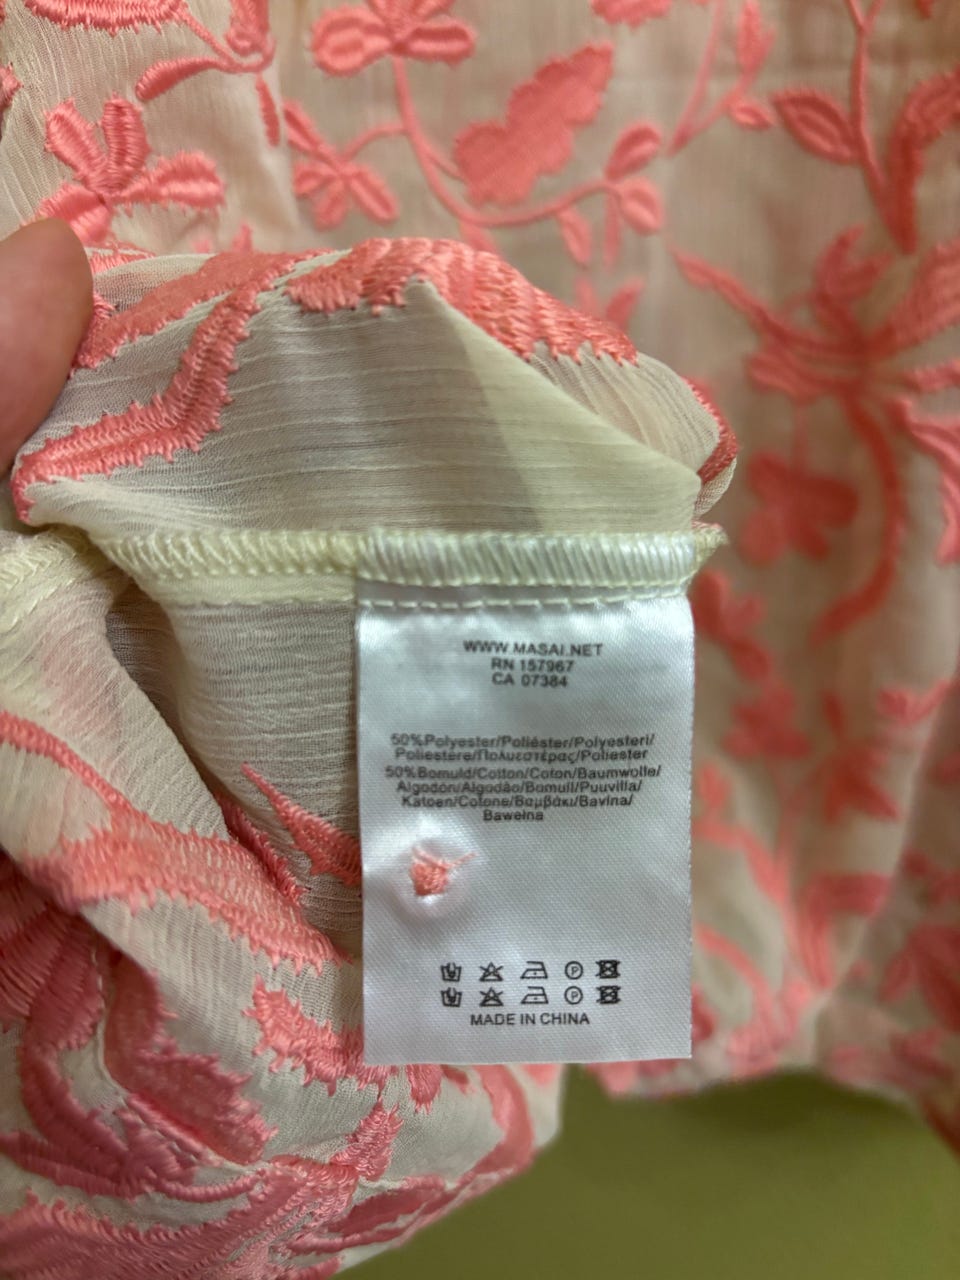 WWW.MASAI.NET
RN 157967
CA 07384
50%Polyester/Poliéster/Polyesteri/
Poliestere/Πολυεστέρας/Poliester
50%Bomuld/Cotton/Coton/Baumwolle/
Algodón/Algodão/Bomull/Puuvilla/
Katoen/Cotone/Βαμβάκι/Bavlna/
Bawełna
P
P
MADE IN CHINA